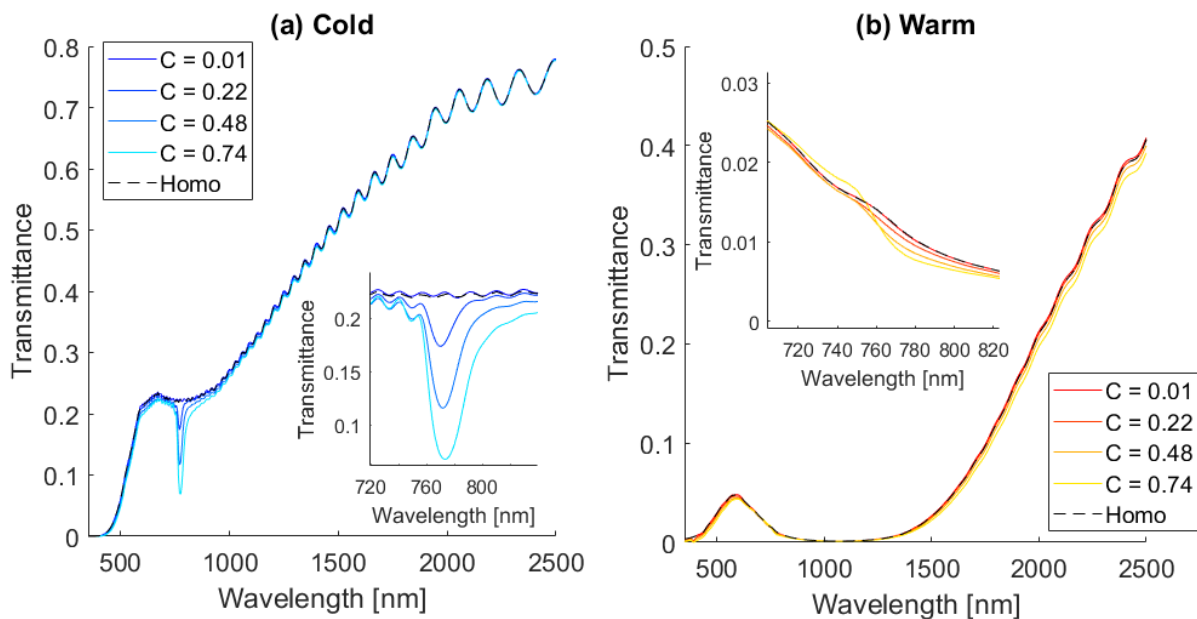 (a) Cold
0.8
0.7
0.6
0.5
0.4
0.3
0.2
0.1
0
Transmittance
C = 0.01
C = 0.22
C = 0.48
C = 0.74
Homo
0.2
0.15
0.1
Transmittance
720 760 800
Wavelength [nm]
500 1000 1500 2000 2500
Wavelength [nm]
(b) Warm
0.5
0.4
0.3
0.2
0.1
0
Transmittance
0.03
0.02
0.01
0
Transmittance
720 740 760 780 800 820
Wavelength [nm]
C = 0.01
C = 0.22
C = 0.48
C = 0.74
Homo
500 1000 1500 2000 2500
Wavelength [nm]